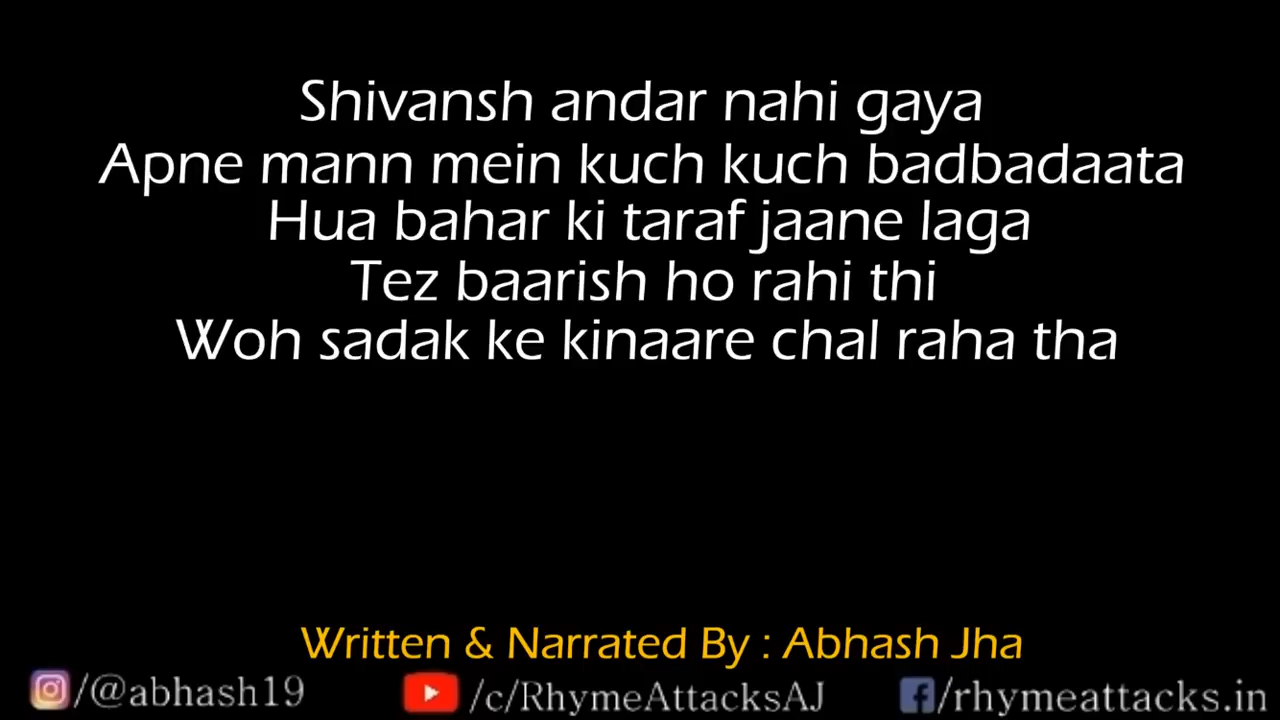 Shivansh andar nahi gaya
Apne mann mein kuch kuch badbadaata
Hua bahar ki taraf jaane laga
Tez baarish ho rahi thi
Woh sadak ke kinaare chal raha tha
Written & Narrated By : Abhash Jha
/@abhash19 /c/RhymeAttacksAJ /rhymeattacks.in